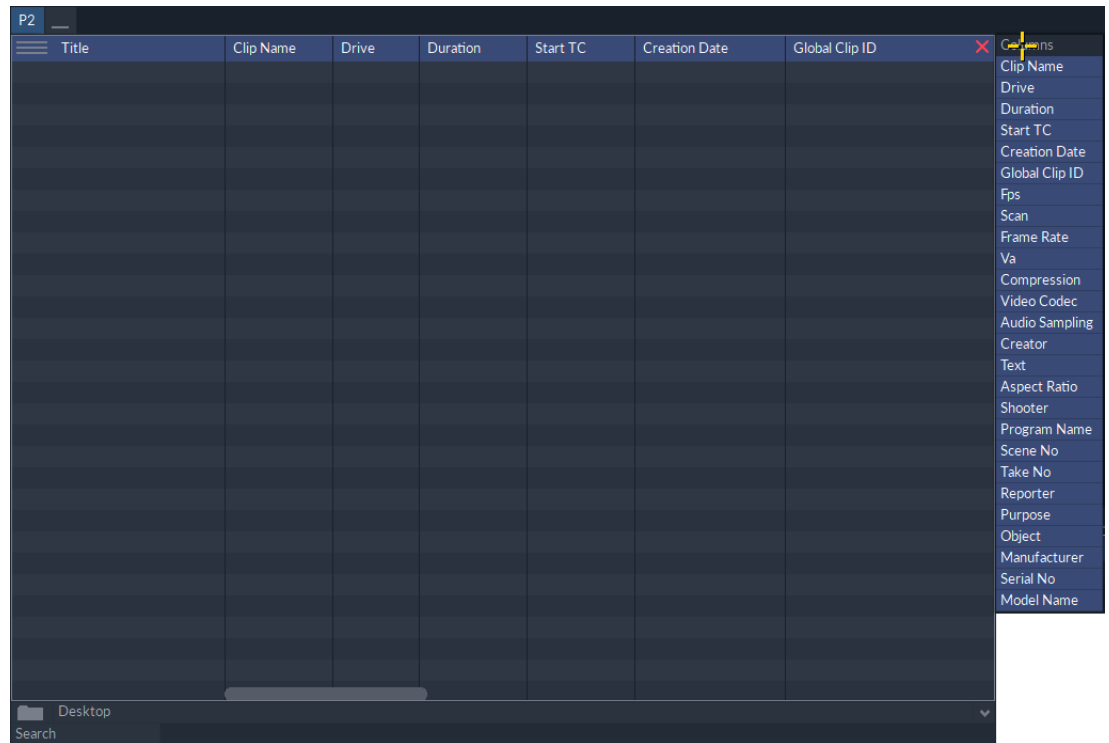 P2
Title Clip Name Drive Duration Start TC Creation Date Global Clip ID
Columns
Clip Name
Drive
Duration
Start TC
Creation Date
Global Clip ID
Fps
Scan
Frame Rate
Va
Compression
Video Codec
Audio Sampling
Creator
Text
Aspect Ratio
Shooter
Program Name
Scene No
Take No
Reporter
Purpose
Object
Manufacturer
Serial No
Model Name
Desktop
Search